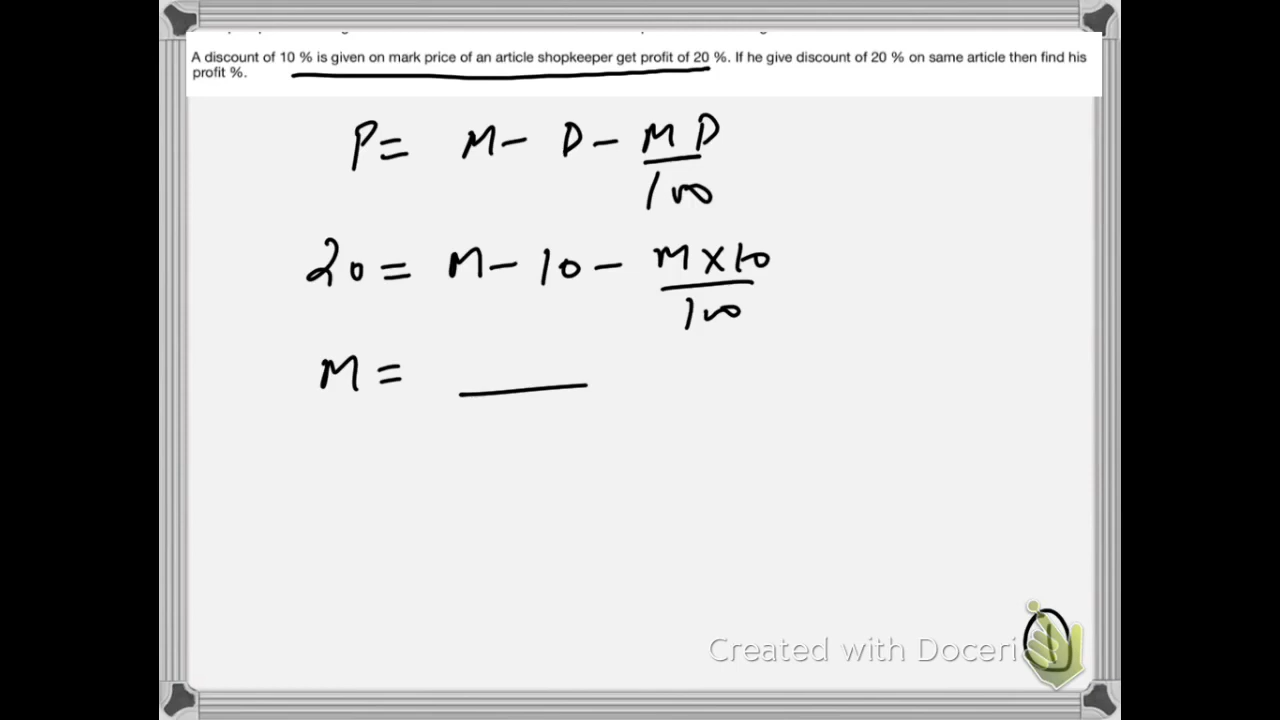 A discount of 10 % is given on mark price of an article shopkeeper get profit of 20 %. If he give discount of 20 % on same article then find his
profit %.
P = M - D - MD
100
20 = M - 10 - M × 10
100
M =
Created with Doceri